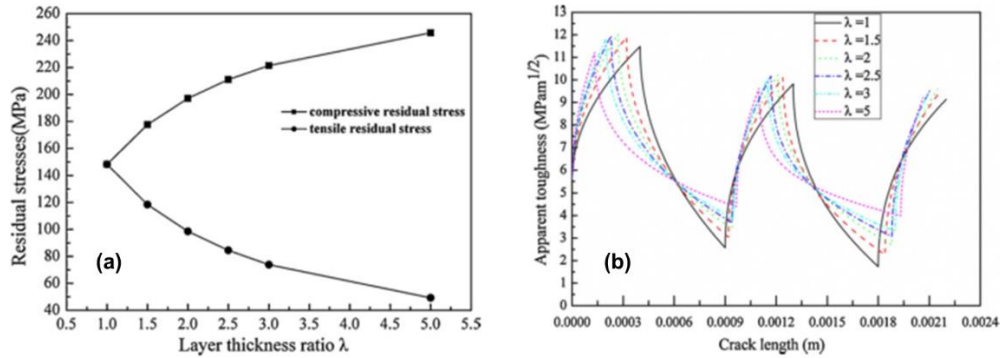 (a)
260
240
220
200
180
160
140
120
100
80
60
40
Residual stresses(MPa)
compressive residual stress
tensile residual stress
(a)
0.5 1.0 1.5 2.0 2.5 3.0 3.5 4.0 4.5 5.0 5.5
Layer thickness ratio λ
(b)
13
12
11
10
9
8
7
6
5
4
3
2
1
0
Apparent toughness (MPam1/2)
λ =1
λ =1.5
λ =2
λ =2.5
λ =3
λ =5
(b)
0.0000 0.0003 0.0006 0.0009 0.0012 0.0015 0.0018 0.0021 0.0024
Crack length (m)